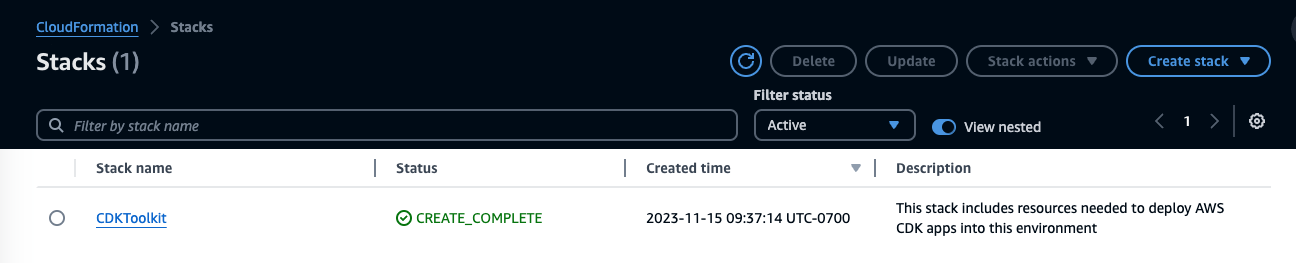 CloudFormation > Stacks
Stacks (1)
Delete
Update
Stack actions
Create stack
Filter by stack name
Filter status
Active
View nested
1
Stack name
Status
Created time
Description
CDKToolkit
CREATE_COMPLETE
2023-11-15 09:37:14 UTC-0700
This stack includes resources needed to deploy AWS
CDK apps into this environment